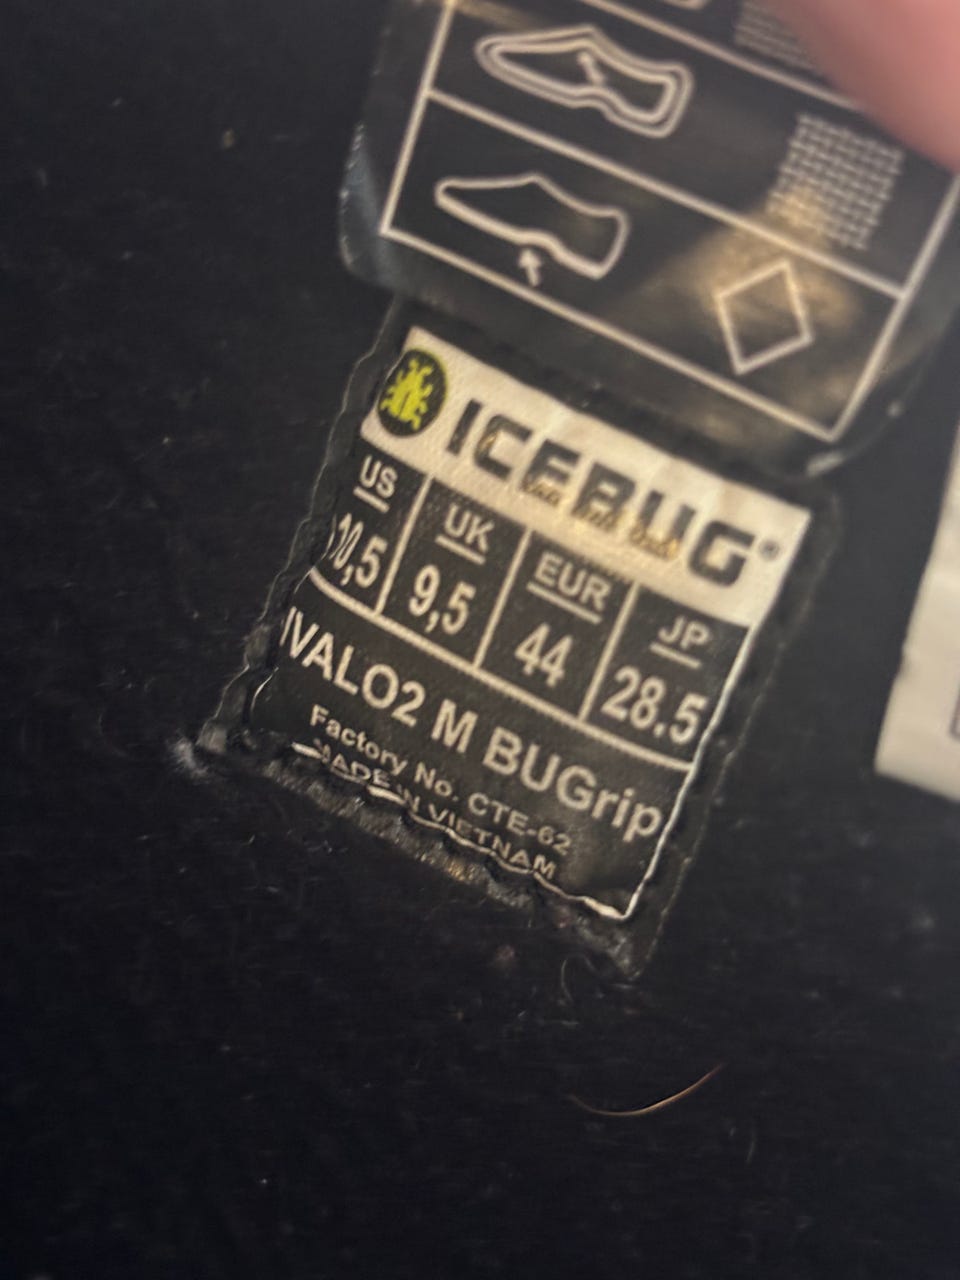 ICEBUG®
US UK EUR JP
10,5 9,5 44 28.5
IVALO2 M BUGrip
Factory No. CTE-62
MADE IN VIETNAM